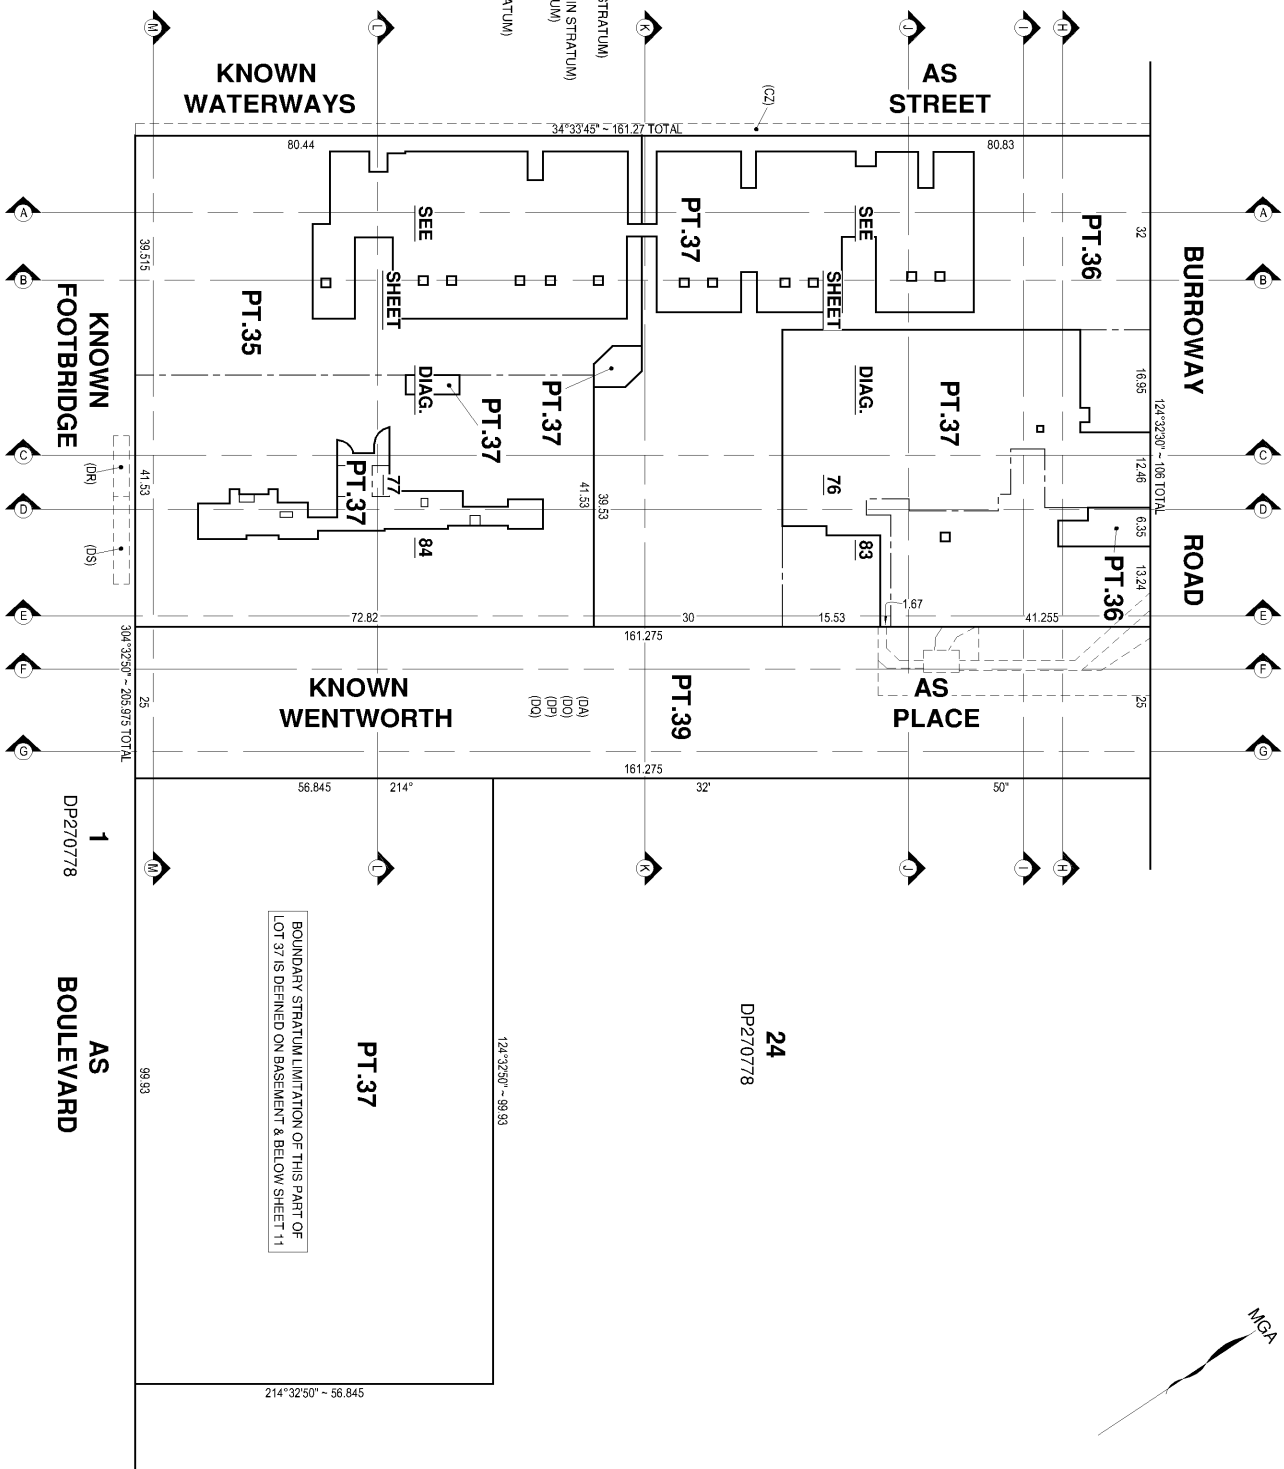 M
L
K
J
I
H
STRATUM)
IN STRATUM)
UM)
ATUM)
KNOWN
WATERWAYS
AS
STREET
(CZ)
34°33'45" ~ 161.27 TOTAL
80.44
80.83
A
B
C
D
E
F
G
A
B
C
D
E
F
G
32
16.95
12.46
6.35
13.24
25
124°32'30" ~ 106 TOTAL
BURROWAY
ROAD
PT.36
PT.37
SEE
SHEET
DIAG.
76
83
SEE
SHEET
DIAG.
77
84
PT.35
PT.37
PT.37
PT.37
PT.37
PT.36
39.515
41.53
25
KNOWN
FOOTBRIDGE
(DR)
(DS)
39.53
41.53
72.82
30
15.53
1.67
41.255
161.275
304°32'50" ~ 205.975 TOTAL
KNOWN
WENTWORTH
(DA)
(DO)
(DP)
(DQ)
PT.39
AS
PLACE
161.275
56.845
214°
32'
50"
1
DP270778
M
L
K
J
I
H
BOUNDARY STRATUM LIMITATION OF THIS PART OF
LOT 37 IS DEFINED ON BASEMENT & BELOW SHEET 11
PT.37
124°32'50" ~ 99.93
24
DP270778
AS
BOULEVARD
99.93
214°32'50" ~ 56.845
MGA